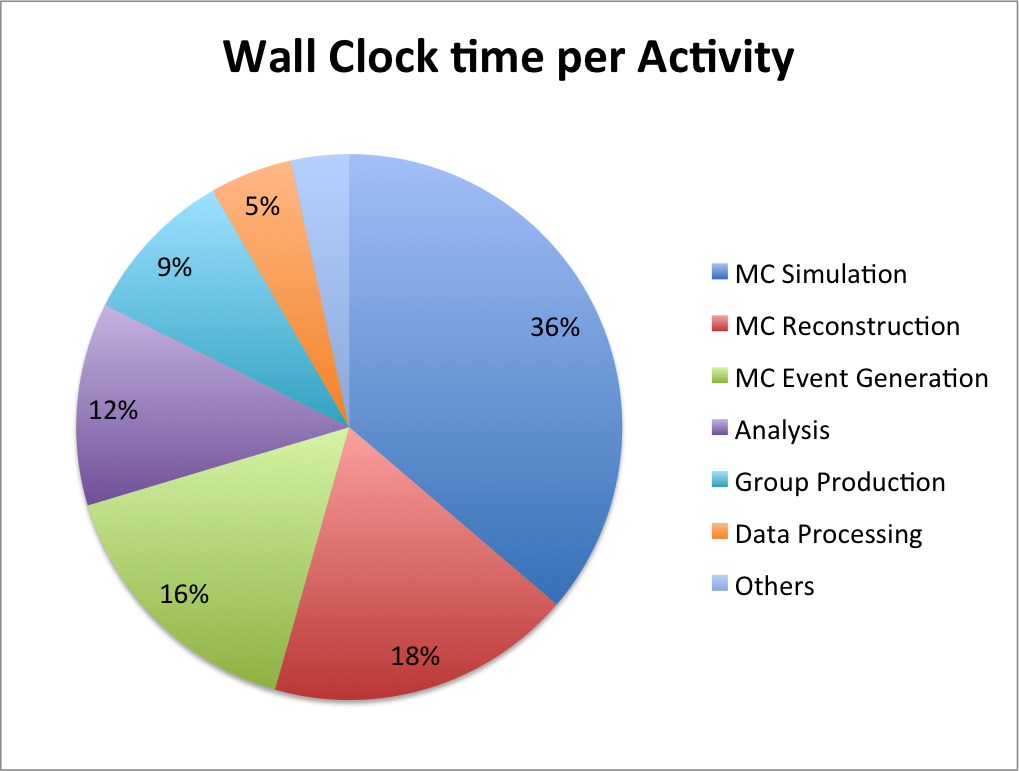 Wall Clock time per Activity
5%
9%
36%
12%
16%
18%
MC Simulation
MC Reconstruction
MC Event Generation
Analysis
Group Production
Data Processing
Others